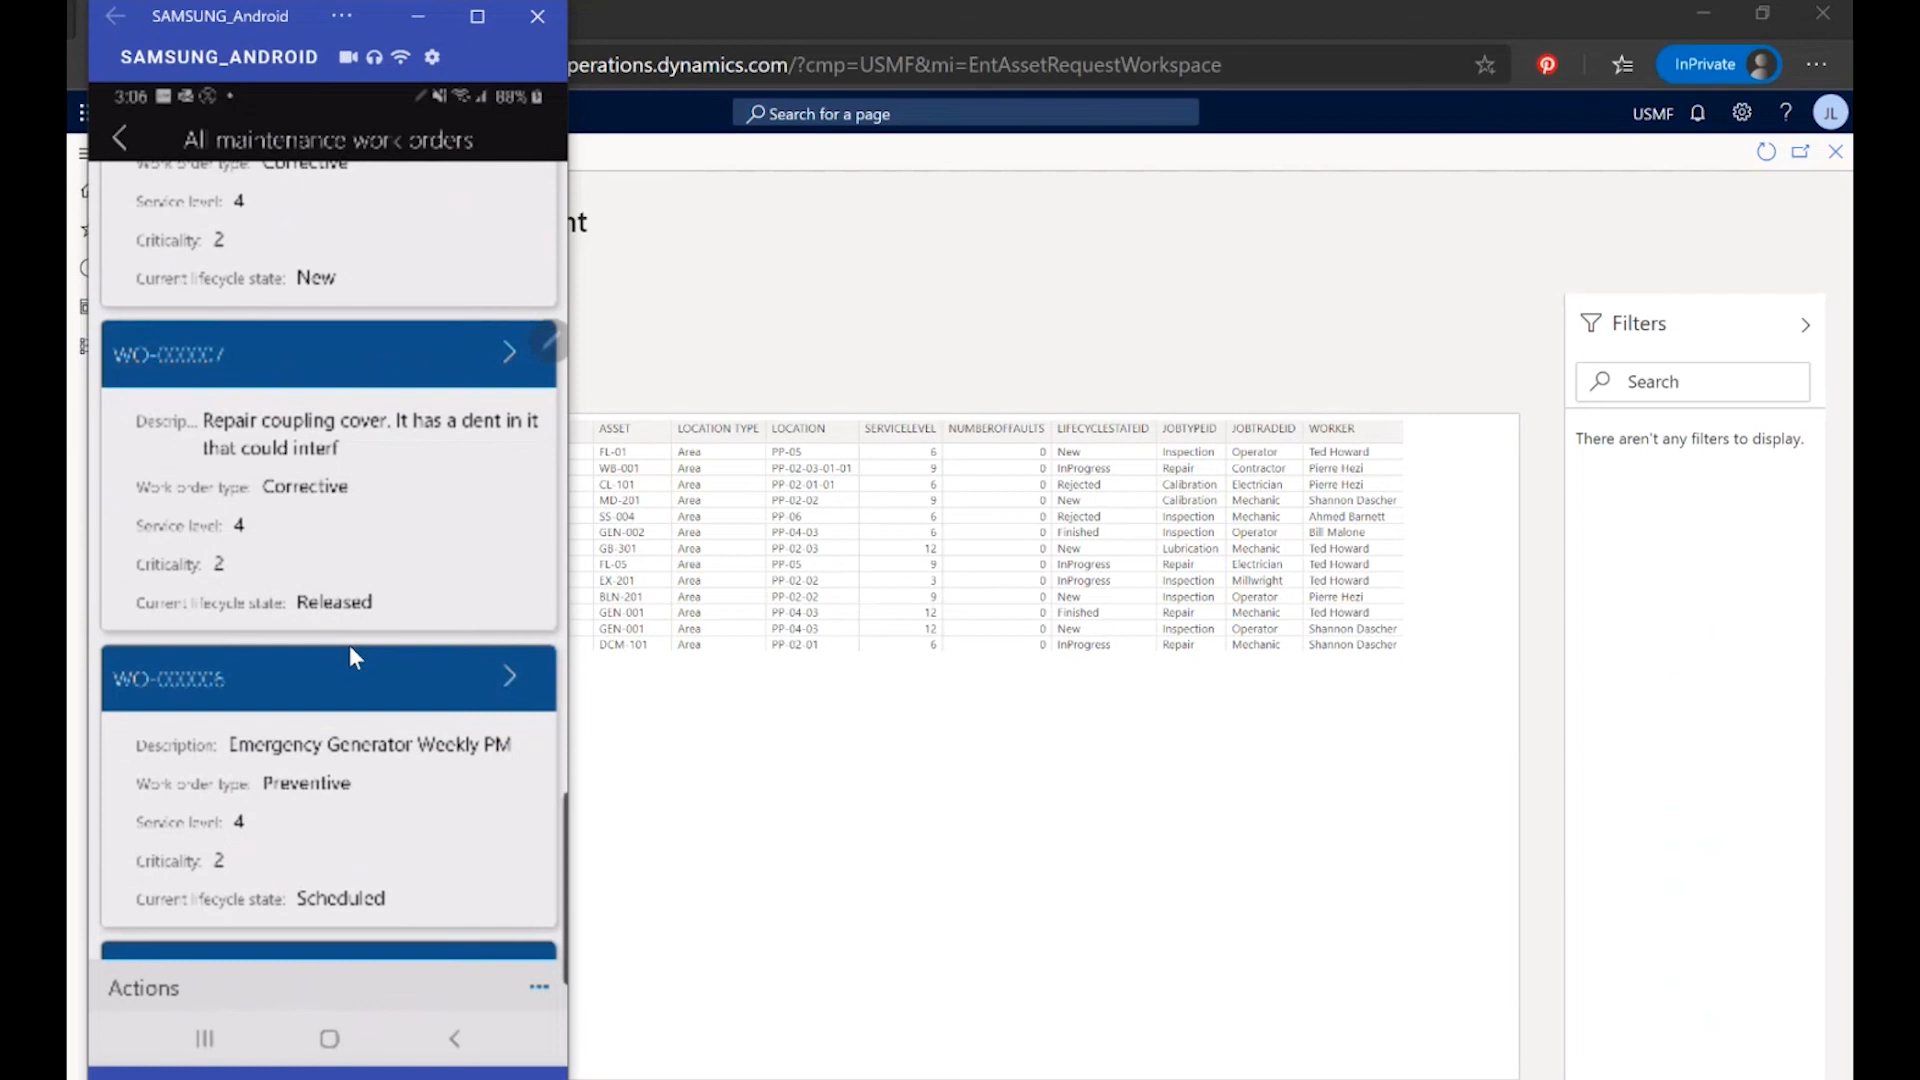 SAMSUNG_Android
SAMSUNG_ANDROID
3:06
88%
All maintenance work orders
Work order type: Corrective
Service level: 4
Criticality: 2
Current lifecycle state: New
WO-000007
Descrip... Repair coupling cover. It has a dent in it
that could interf
Work order type: Corrective
Service level: 4
Criticality: 2
Current lifecycle state: Released
WO-000006
Description: Emergency Generator Weekly PM
Work order type: Preventive
Service level: 4
Criticality: 2
Current lifecycle state: Scheduled
Actions
perations.dynamics.com/?cmp=USMF&mi=EntAssetRequestWorkspace
InPrivate
Search for a page
USMF
?
JL
nt
ASSET LOCATION TYPE LOCATION SERVICELEVEL NUMBEROFFAULTS LIFECYCLESTATEID JOBTYPEID JOBTRADEID WORKER
FL-01 Area PP-05 6 0 New Inspection Operator Ted Howard
WB-001 Area PP-02-03-01-01 9 0 InProgress Repair Contractor Pierre Hezi
CL-101 Area PP-02-01-01 6 0 Rejected Calibration Electrician Pierre Hezi
MD-201 Area PP-02-02 9 0 New Calibration Mechanic Shannon Dascher
SS-004 Area PP-06 6 0 Rejected Inspection Mechanic Ahmed Barnett
GEN-002 Area PP-04-03 6 0 Finished Inspection Operator Bill Malone
GB-301 Area PP-02-03 12 0 New Lubrication Mechanic Ted Howard
FL-05 Area PP-05 9 0 InProgress Repair Electrician Ted Howard
EX-201 Area PP-02-02 3 0 InProgress Inspection Millwright Ted Howard
BLN-201 Area PP-02-02 9 0 New Inspection Operator Pierre Hezi
GEN-001 Area PP-04-03 12 0 Finished Repair Mechanic Ted Howard
GEN-001 Area PP-04-03 12 0 New Inspection Operator Shannon Dascher
DCM-101 Area PP-02-01 6 0 InProgress Repair Mechanic Shannon Dascher
Filters
Search
There aren't any filters to display.